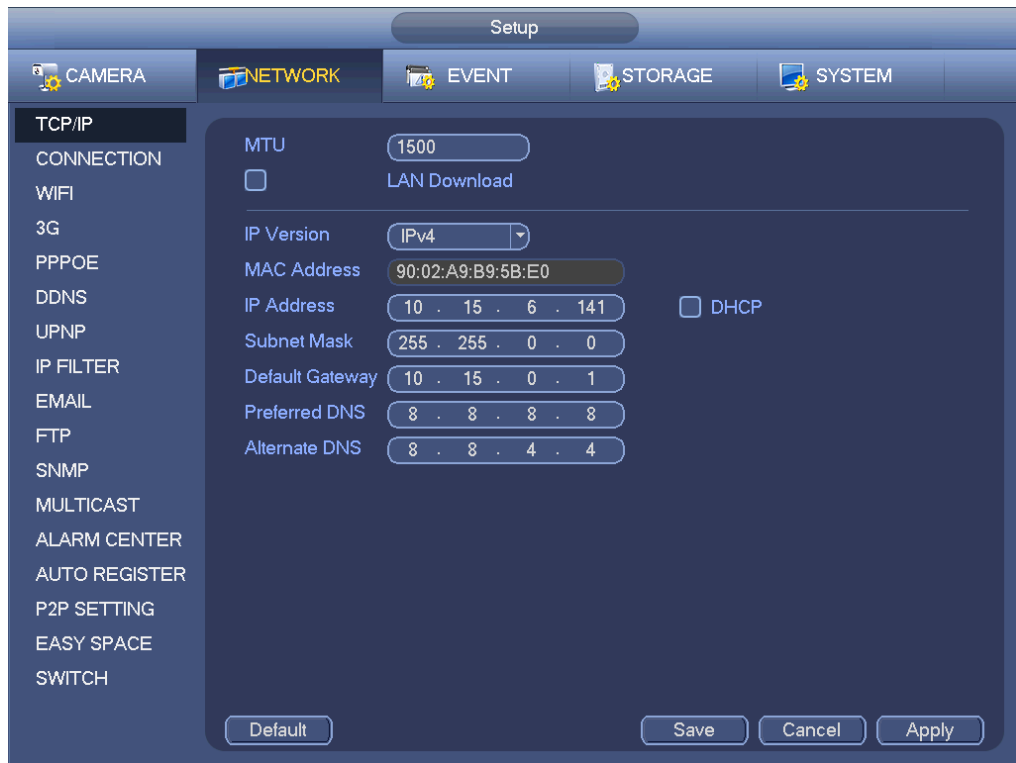 Setup
CAMERA NETWORK EVENT STORAGE SYSTEM
TCP/IP
CONNECTION
WIFI
3G
PPPOE
DDNS
UPNP
IP FILTER
EMAIL
FTP
SNMP
MULTICAST
ALARM CENTER
AUTO REGISTER
P2P SETTING
EASY SPACE
SWITCH
MTU 1500
LAN Download
IP Version IPv4
MAC Address 90:02:A9:B9:5B:E0
IP Address 10 . 15 . 6 . 141 DHCP
Subnet Mask 255 . 255 . 0 . 0
Default Gateway 10 . 15 . 0 . 1
Preferred DNS 8 . 8 . 8 . 8
Alternate DNS 8 . 8 . 4 . 4
Default Save Cancel Apply